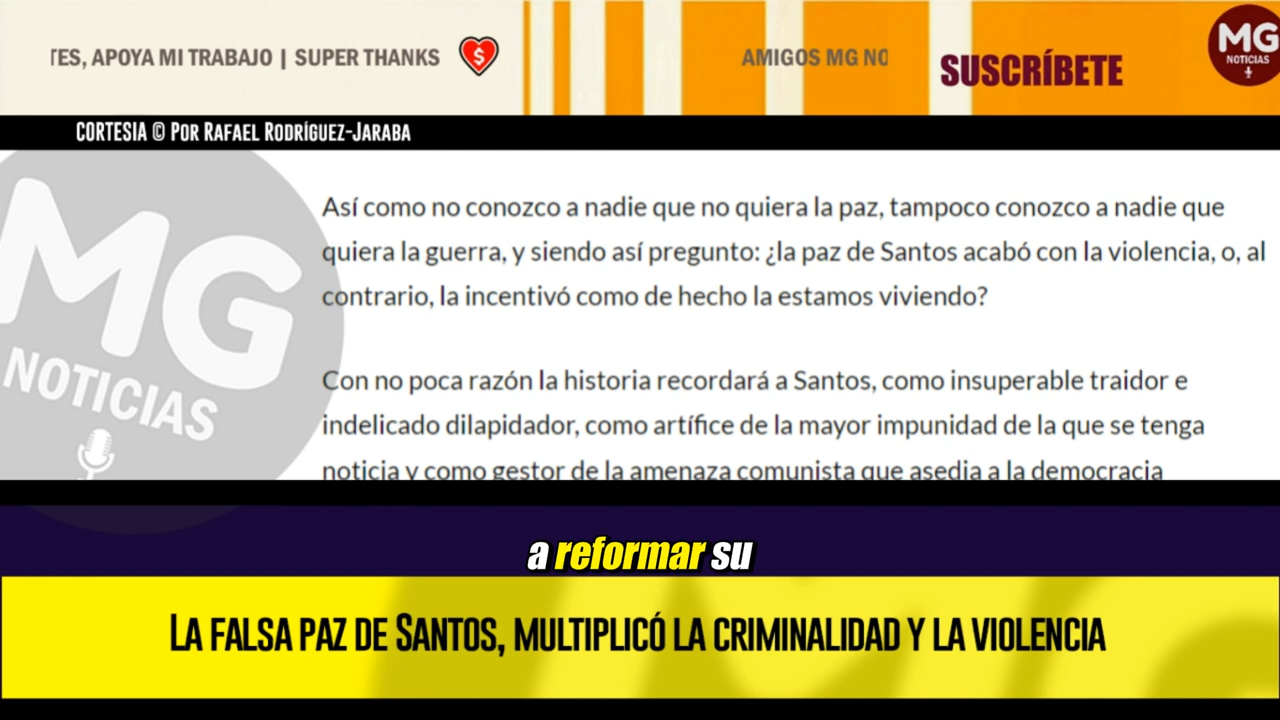 TES, APOYA MI TRABAJO | SUPER THANKS
AMIGOS MG NO
SUSCRÍBETE
MG
NOTICIAS
CORTESIA © POR RAFAEL RODRÍGUEZ-JARABA
MG
NOTICIAS
Así como no conozco a nadie que no quiera la paz, tampoco conozco a nadie que
quiera la guerra, y siendo así pregunto: ¿la paz de Santos acabó con la violencia, o, al
contrario, la incentivó como de hecho la estamos viviendo?
Con no poca razón la historia recordará a Santos, como insuperable traidor e
indelicado dilapidador, como artífice de la mayor impunidad de la que se tenga
noticia y como gestor de la amenaza comunista que asedia a la democracia
a reformar su
LA FALSA PAZ DE SANTOS, MULTIPLICÓ LA CRIMINALIDAD Y LA VIOLENCIA